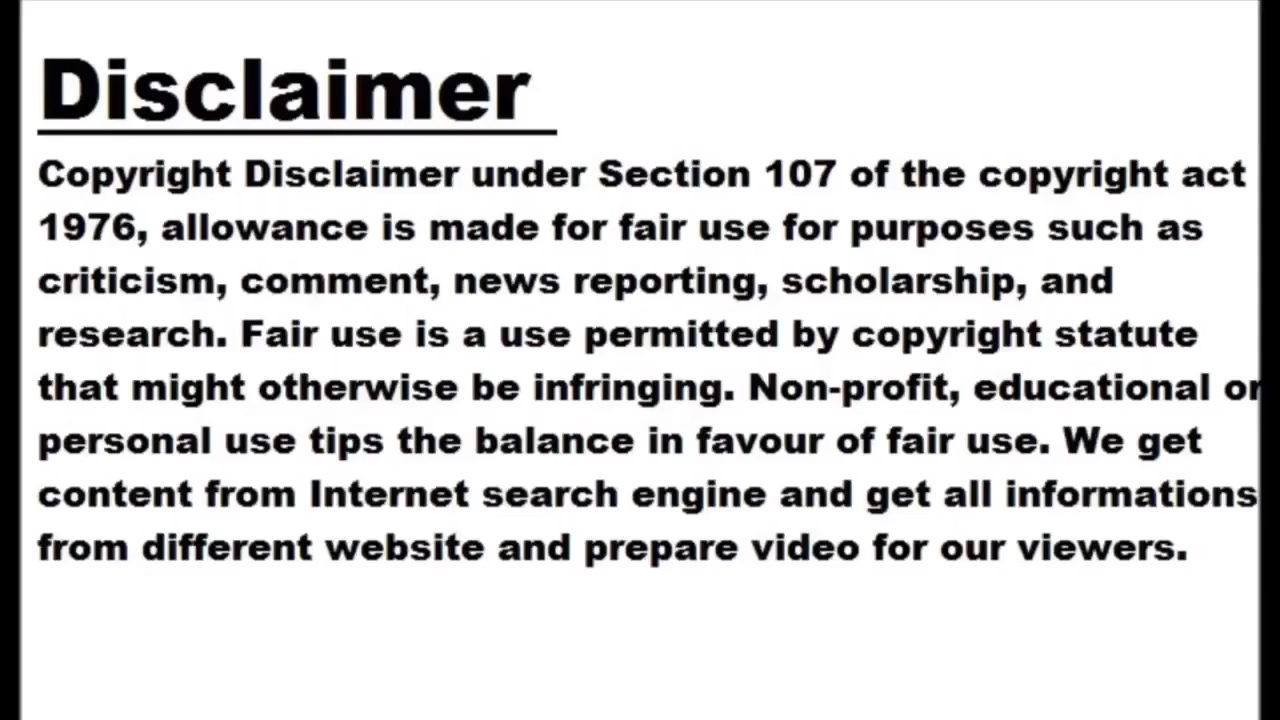 Disclaimer
Copyright Disclaimer under Section 107 of the copyright act
1976, allowance is made for fair use for purposes such as
criticism, comment, news reporting, scholarship, and
research. Fair use is a use permitted by copyright statute
that might otherwise be infringing. Non-profit, educational or
personal use tips the balance in favour of fair use. We get
content from Internet search engine and get all informations
from different website and prepare video for our viewers.